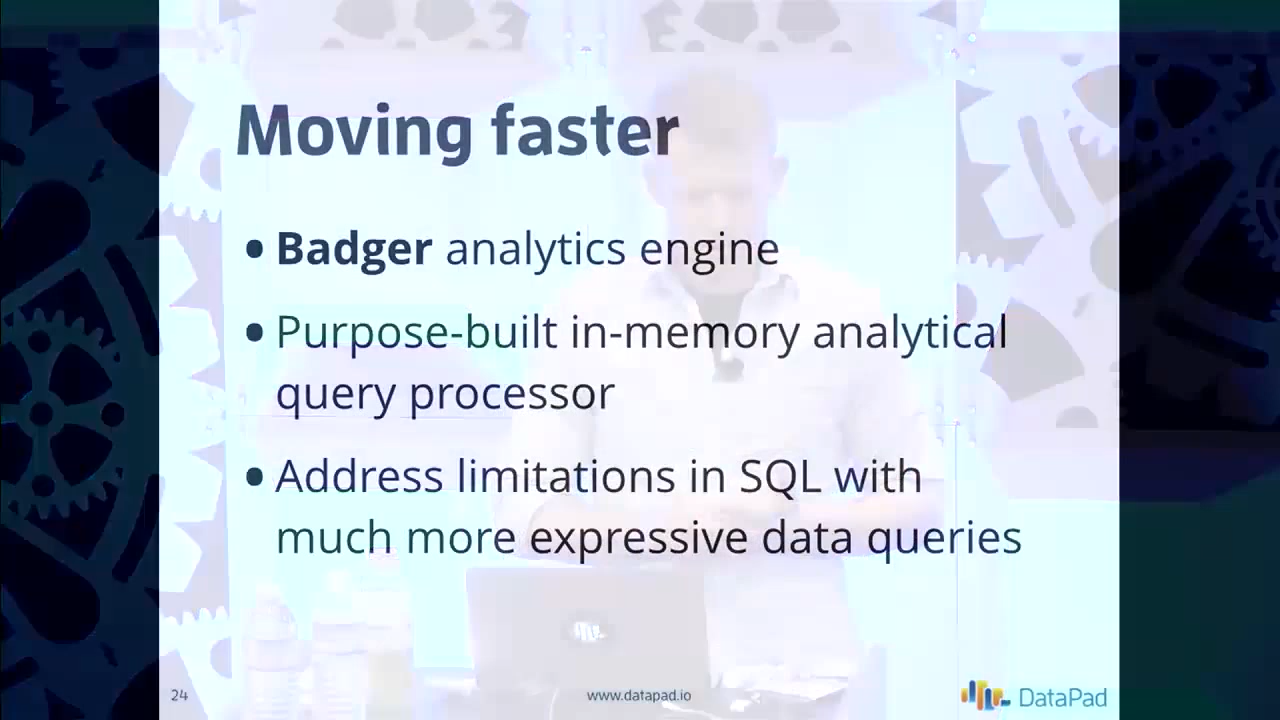 Moving faster
• Badger analytics engine
• Purpose-built in-memory analytical
query processor
• Address limitations in SQL with
much more expressive data queries
24
www.datapad.io
DataPad